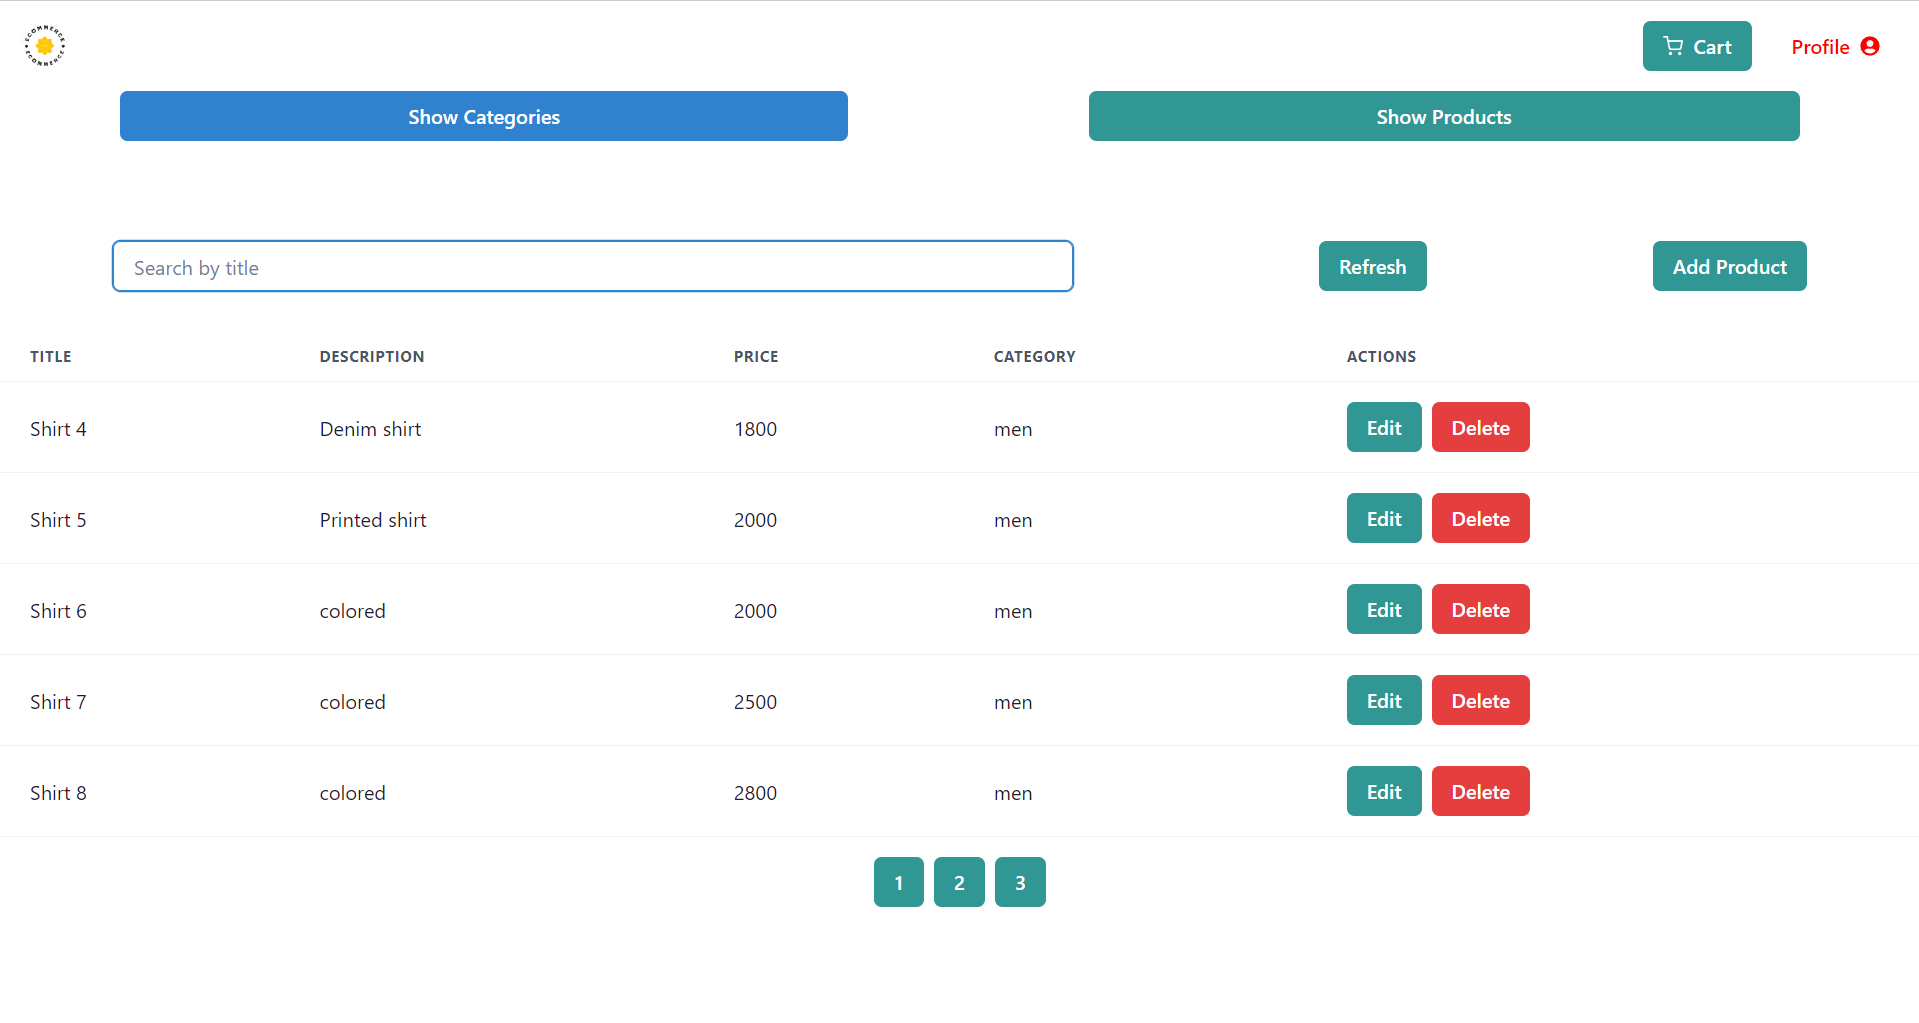 ECOMMERCE
ECOMMERCE
Cart
Profile
Show Categories
Show Products
Search by title
Refresh
Add Product
TITLE DESCRIPTION PRICE CATEGORY ACTIONS
Shirt 4 Denim shirt 1800 men Edit Delete
Shirt 5 Printed shirt 2000 men Edit Delete
Shirt 6 colored 2000 men Edit Delete
Shirt 7 colored 2500 men Edit Delete
Shirt 8 colored 2800 men Edit Delete
1 2 3